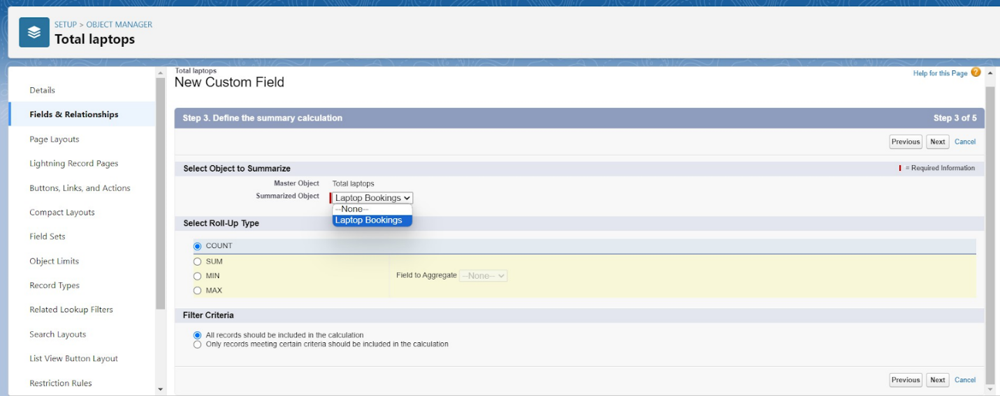 SETUP > OBJECT MANAGER
Total laptops
Details
Fields & Relationships
Page Layouts
Lightning Record Pages
Buttons, Links, and Actions
Compact Layouts
Field Sets
Object Limits
Record Types
Related Lookup Filters
Search Layouts
List View Button Layout
Restriction Rules
Total laptops
New Custom Field
Help for this Page ?
Step 3. Define the summary calculation Step 3 of 5
Previous Next Cancel
Select Object to Summarize = Required Information
Master Object Total laptops
Summarized Object Laptop Bookings
--None--
Laptop Bookings
Select Roll-Up Type
COUNT
SUM
MIN Field to Aggregate --None--
MAX
Filter Criteria
All records should be included in the calculation
Only records meeting certain criteria should be included in the calculation
Previous Next Cancel